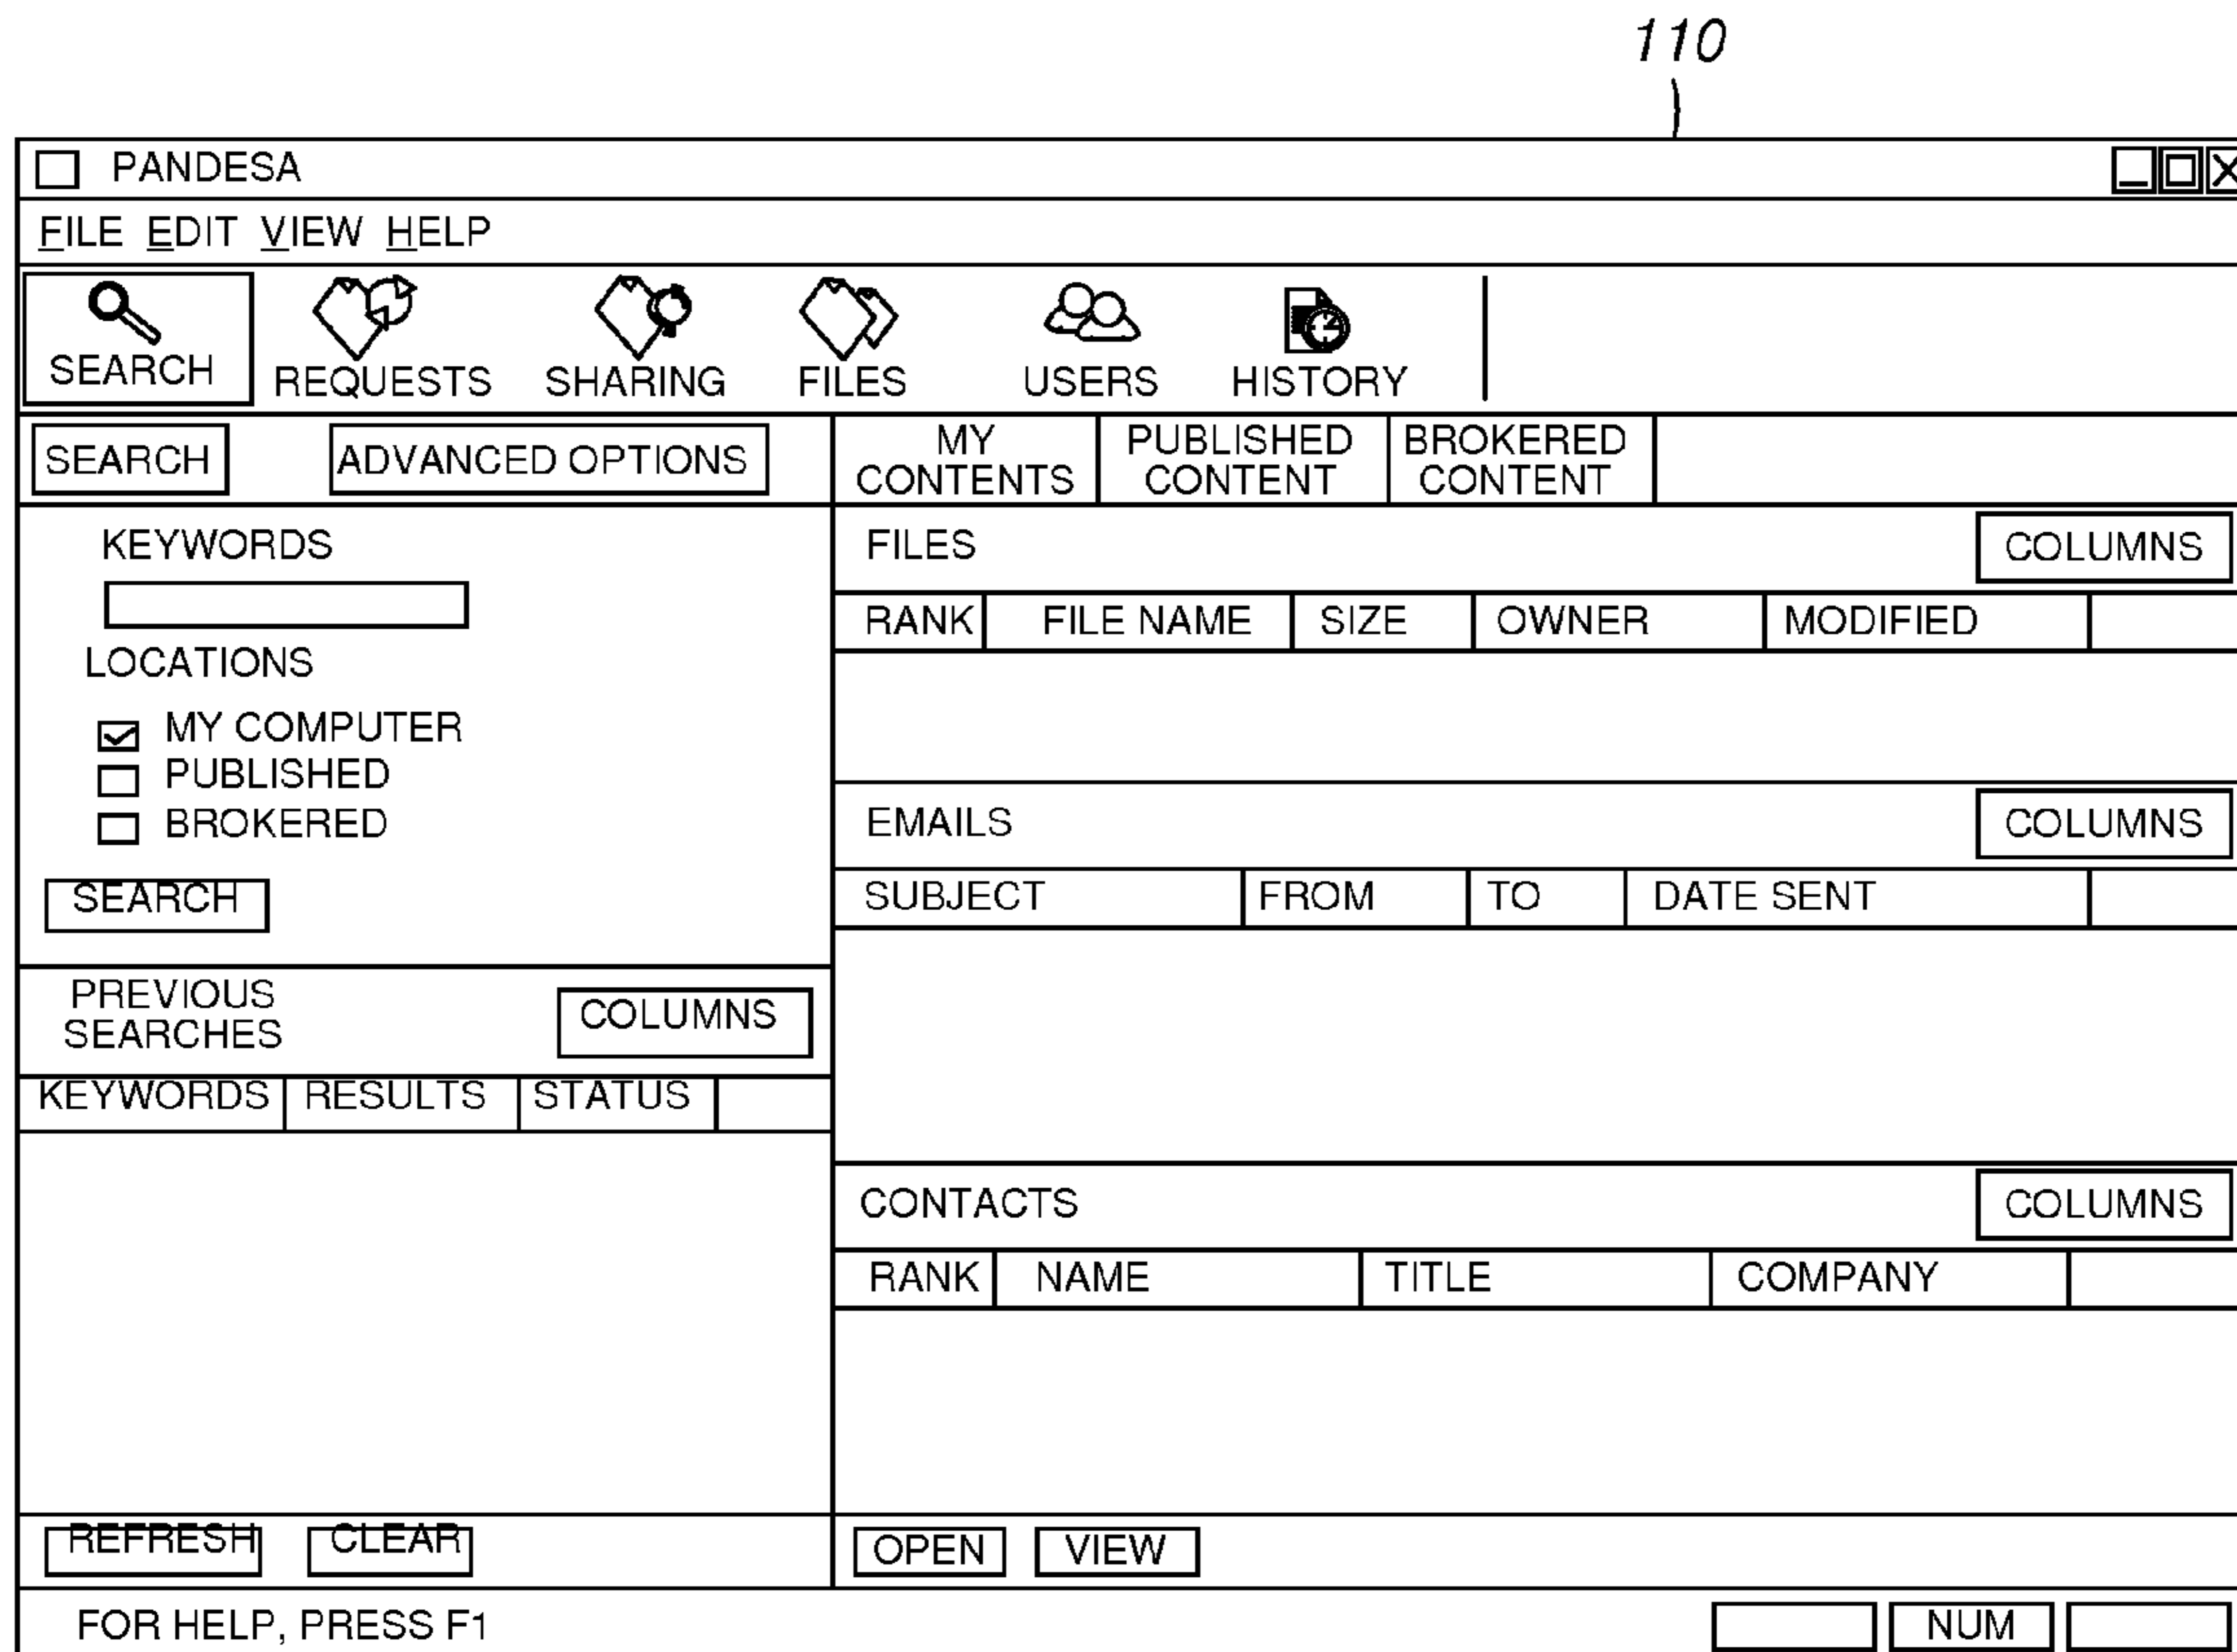 110
PANDESA
FILE EDIT VIEW HELP
SEARCH REQUESTS SHARING FILES USERS HISTORY
SEARCH ADVANCED OPTIONS
KEYWORDS
LOCATIONS
MY COMPUTER
PUBLISHED
BROKERED
SEARCH
PREVIOUS
SEARCHES
COLUMNS
KEYWORDS RESULTS STATUS
REFRESH CLEAR
MY
CONTENTS
PUBLISHED
CONTENT
BROKERED
CONTENT
FILES COLUMNS
RANK FILE NAME SIZE OWNER MODIFIED
EMAILS COLUMNS
SUBJECT FROM TO DATE SENT
CONTACTS COLUMNS
RANK NAME TITLE COMPANY
OPEN VIEW
FOR HELP, PRESS F1 NUM